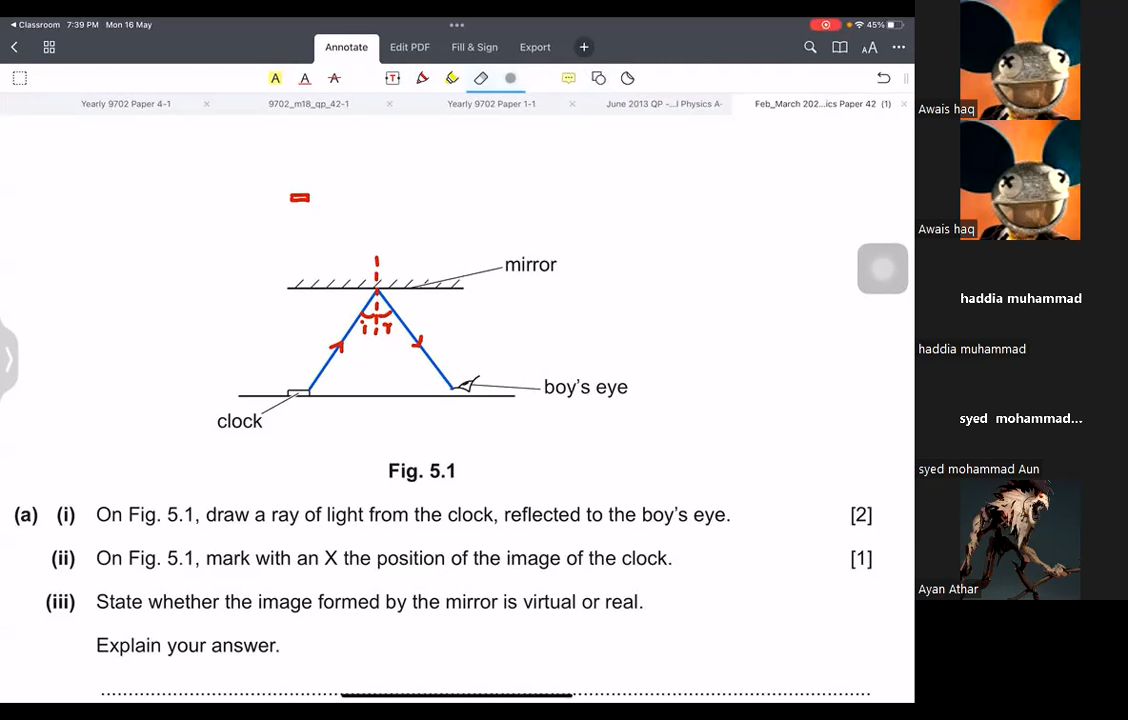 Classroom 7:39 PM Mon 16 May
45%
Annotate Edit PDF Fill & Sign Export
AA
A A A T
Yearly 9702 Paper 4-1 9702_m18_qp_42-1 Yearly 9702 Paper 1-1 June 2013 QP -...l Physics A- Feb_March 202...ics Paper 42 (1)
mirror
i r
boy's eye
clock
Fig. 5.1
(a) (i) On Fig. 5.1, draw a ray of light from the clock, reflected to the boy's eye. [2]
(ii) On Fig. 5.1, mark with an X the position of the image of the clock. [1]
(iii) State whether the image formed by the mirror is virtual or real.
Explain your answer.
Awais haq
Awais haq
haddia muhammad
haddia muhammad
syed mohammad...
syed mohammad Aun
Ayan Athar